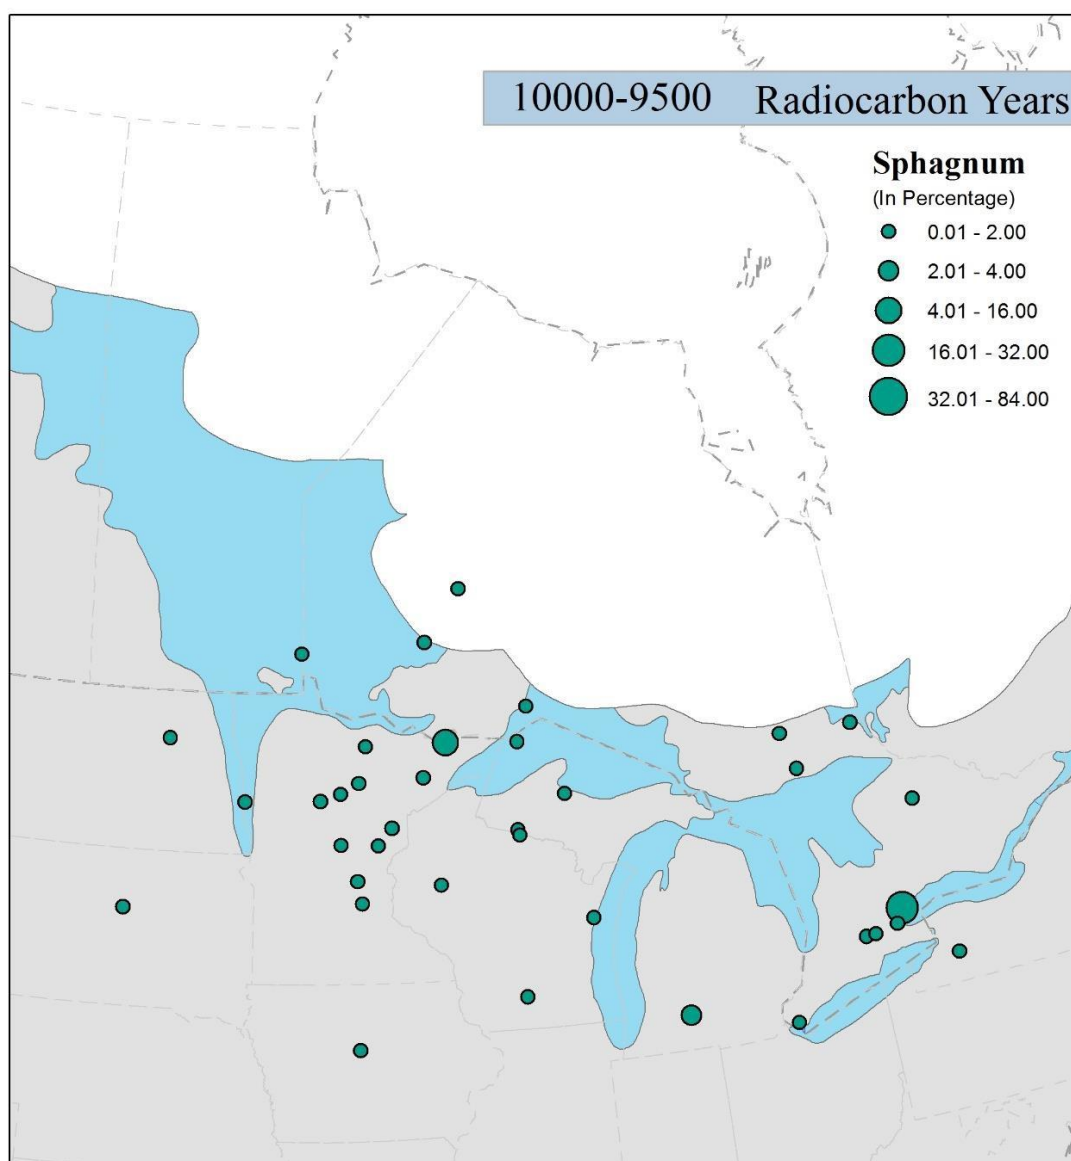 10000-9500 Radiocarbon Years
Sphagnum
(In Percentage)
0.01 - 2.00
2.01 - 4.00
4.01 - 16.00
16.01 - 32.00
32.01 - 84.00